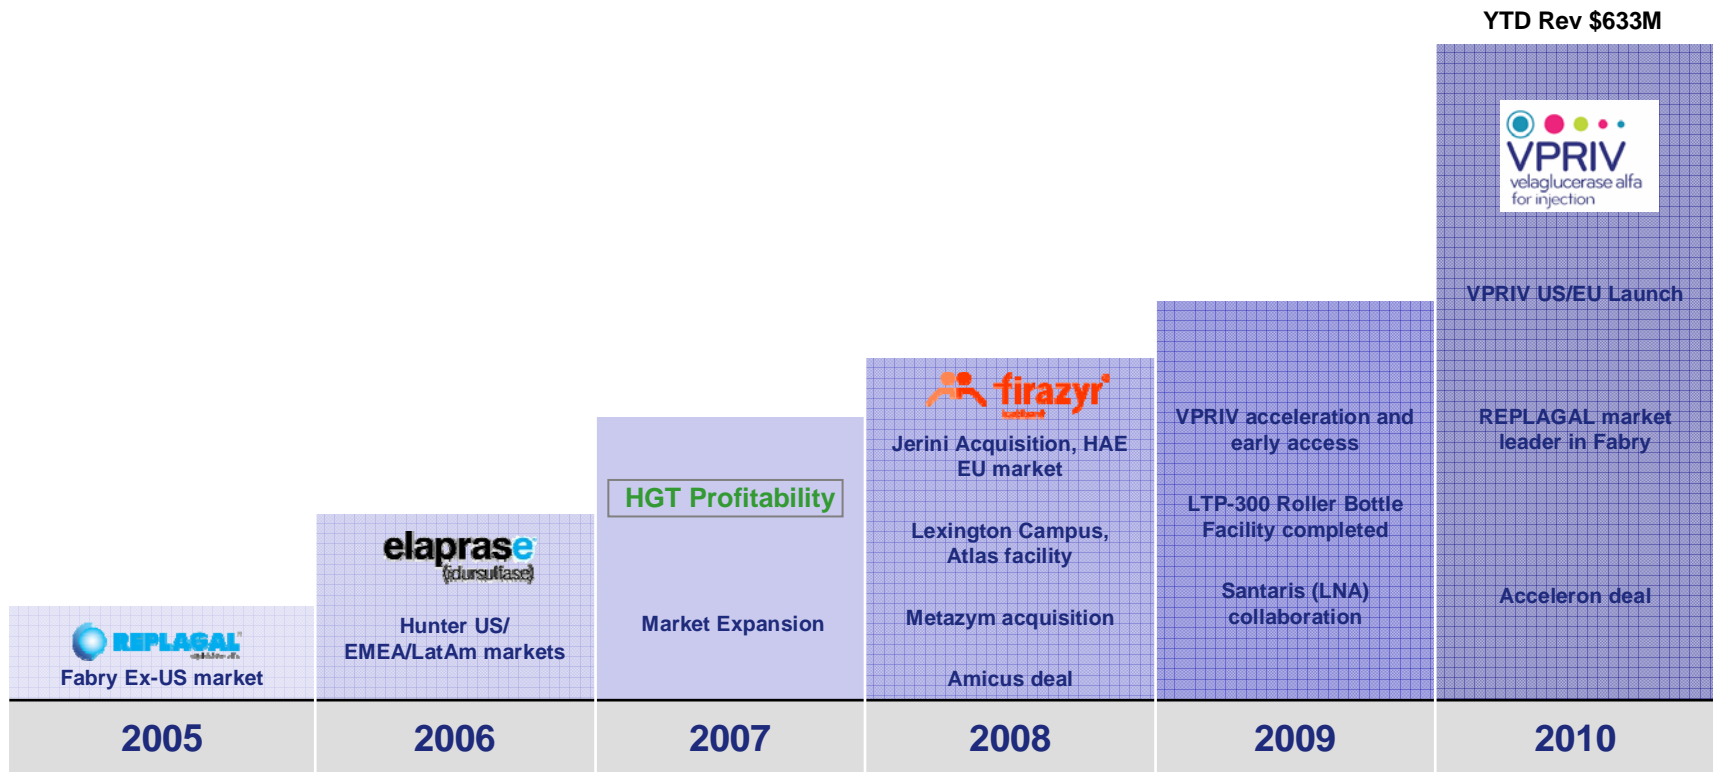 YTD Rev $633M
VPRIV
velaglucerase alfa
for injection
VPRIV US/EU Launch
REPLAGAL market
leader in Fabry
Acceleron deal
VPRIV acceleration and
early access
LTP-300 Roller Bottle
Facility completed
Santaris (LNA)
collaboration
firazyr
Jerini Acquisition, HAE
EU market
Lexington Campus,
Atlas facility
Metazym acquisition
Amicus deal
HGT Profitability
Market Expansion
elaprase
(idursulfase)
Hunter US/
EMEA/LatAm markets
REPLAGAL
Fabry Ex-US market
2005
2006
2007
2008
2009
2010